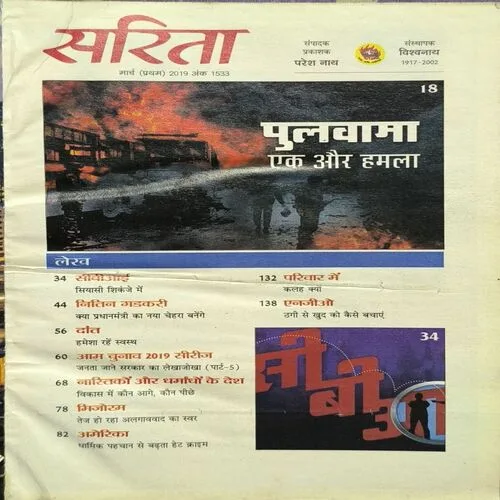 सरिता
मार्च (प्रथम) 2019 अंक 1533
संपादक
प्रकाशक
परेश नाथ
संस्थापक
विश्वनाथ
1917-2002
18
पुलवामा
एक और हमला
लेख
34 सीबीआई
सियासी शिकंजे में
44 नितिन गडकरी
क्या प्रधानमंत्री का नया चेहरा बनेंगे
56 दांत
हमेशा रहें स्वस्थ
60 आम चुनाव 2019 सीरीज
जनता जाने सरकार का लेखाजोखा (पार्ट-5)
68 नास्तिकों और धर्मांधों के देश
विकास में कौन आगे, कौन पीछे
78 मिजोरम
तेज हो रहा अलगाववाद का स्वर
82 अमेरिका
धार्मिक पहचान से बढ़ता हेट क्राइम
132 परिवार में
कलह क्यों
138 एनजीओ
ठगी से खुद को कैसे बचाएं
34
सी बी आ